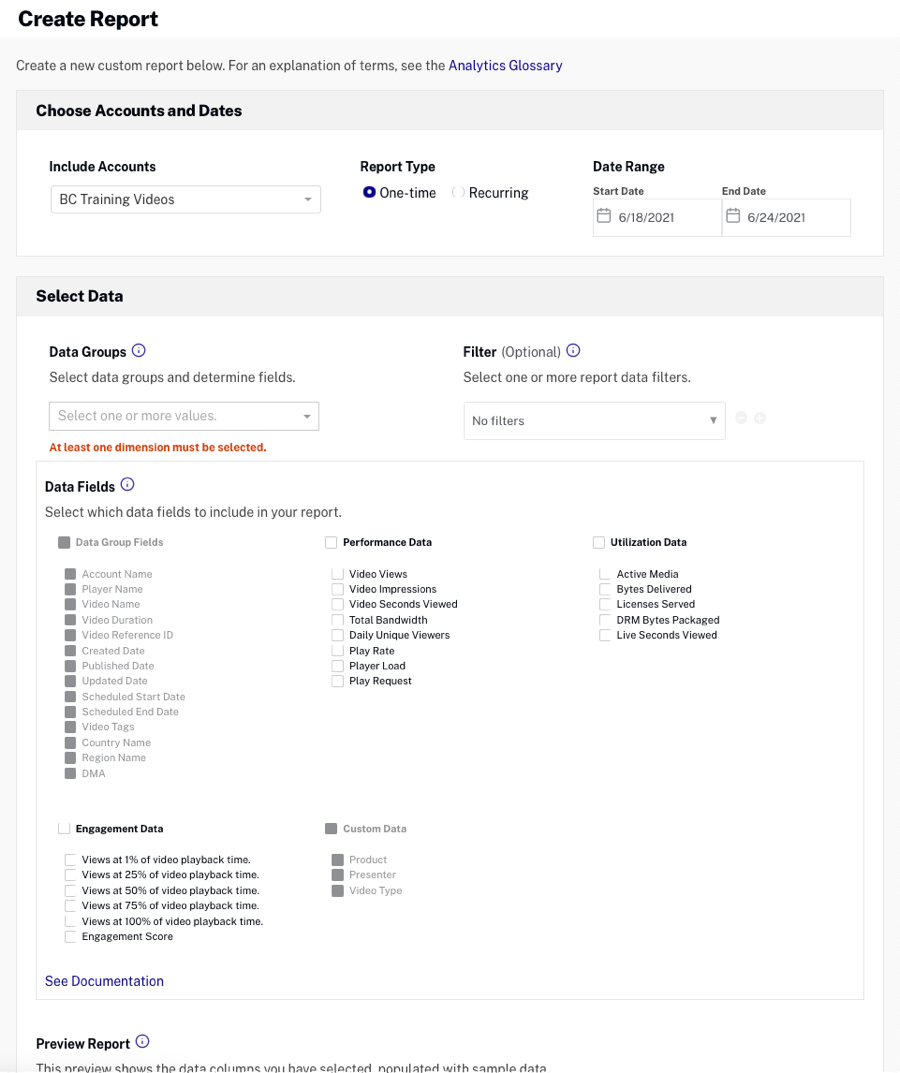 Create Report
Create a new custom report below. For an explanation of terms, see the Analytics Glossary
Choose Accounts and Dates
Include Accounts
BC Training Videos
Report Type
One-time
Recurring
Date Range
Start Date
End Date
6/18/2021
6/24/2021
Select Data
Data Groups
Select data groups and determine fields.
Select one or more values.
At least one dimension must be selected.
Filter (Optional)
Select one or more report data filters.
No filters
Data Fields
Select which data fields to include in your report.
Data Group Fields
Account Name
Player Name
Video Name
Video Duration
Video Reference ID
Created Date
Published Date
Updated Date
Scheduled Start Date
Scheduled End Date
Video Tags
Country Name
Region Name
DMA
Performance Data
Video Views
Video Impressions
Video Seconds Viewed
Total Bandwidth
Daily Unique Viewers
Play Rate
Player Load
Play Request
Utilization Data
Active Media
Bytes Delivered
Licenses Served
DRM Bytes Packaged
Live Seconds Viewed
Engagement Data
Views at 1% of video playback time.
Views at 25% of video playback time.
Views at 50% of video playback time.
Views at 75% of video playback time.
Views at 100% of video playback time.
Engagement Score
Custom Data
Product
Presenter
Video Type
See Documentation
Preview Report
This preview shows the data columns you have selected, populated with sample data